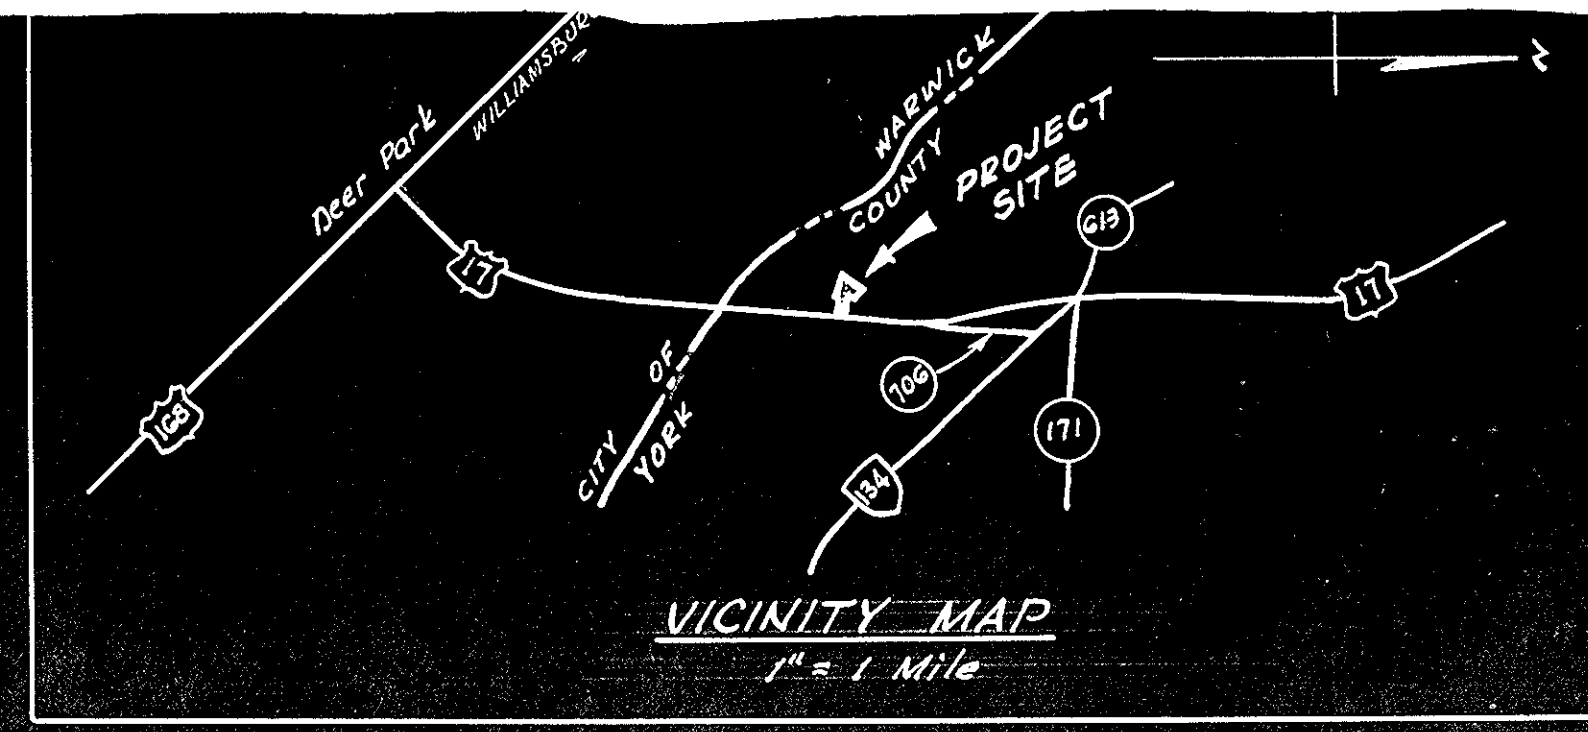 Deer Park
WILLIAMSBURG
CITY OF WARWICK
YORK COUNTY
PROJECT
SITE
N
17
168
613
17
706
171
134
VICINITY MAP
1" = 1 Mile